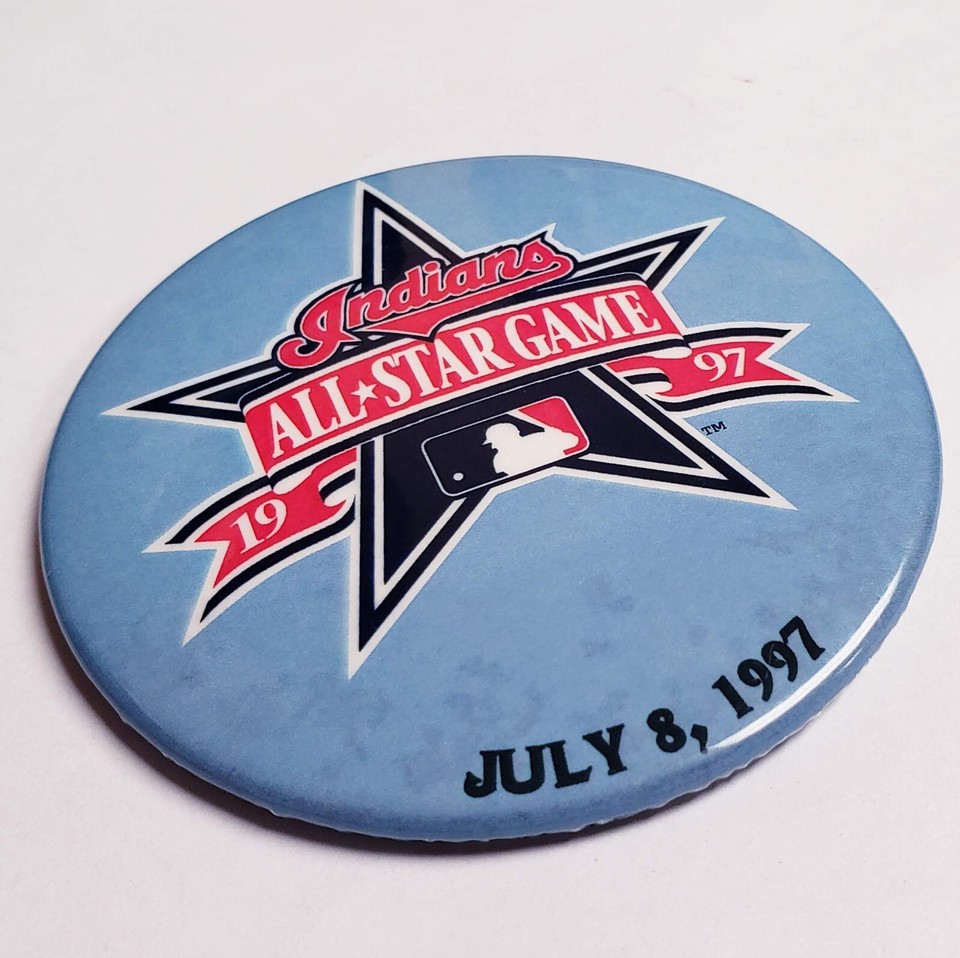 Indians
ALL★STAR GAME
19 97
TM
JULY 8, 1997